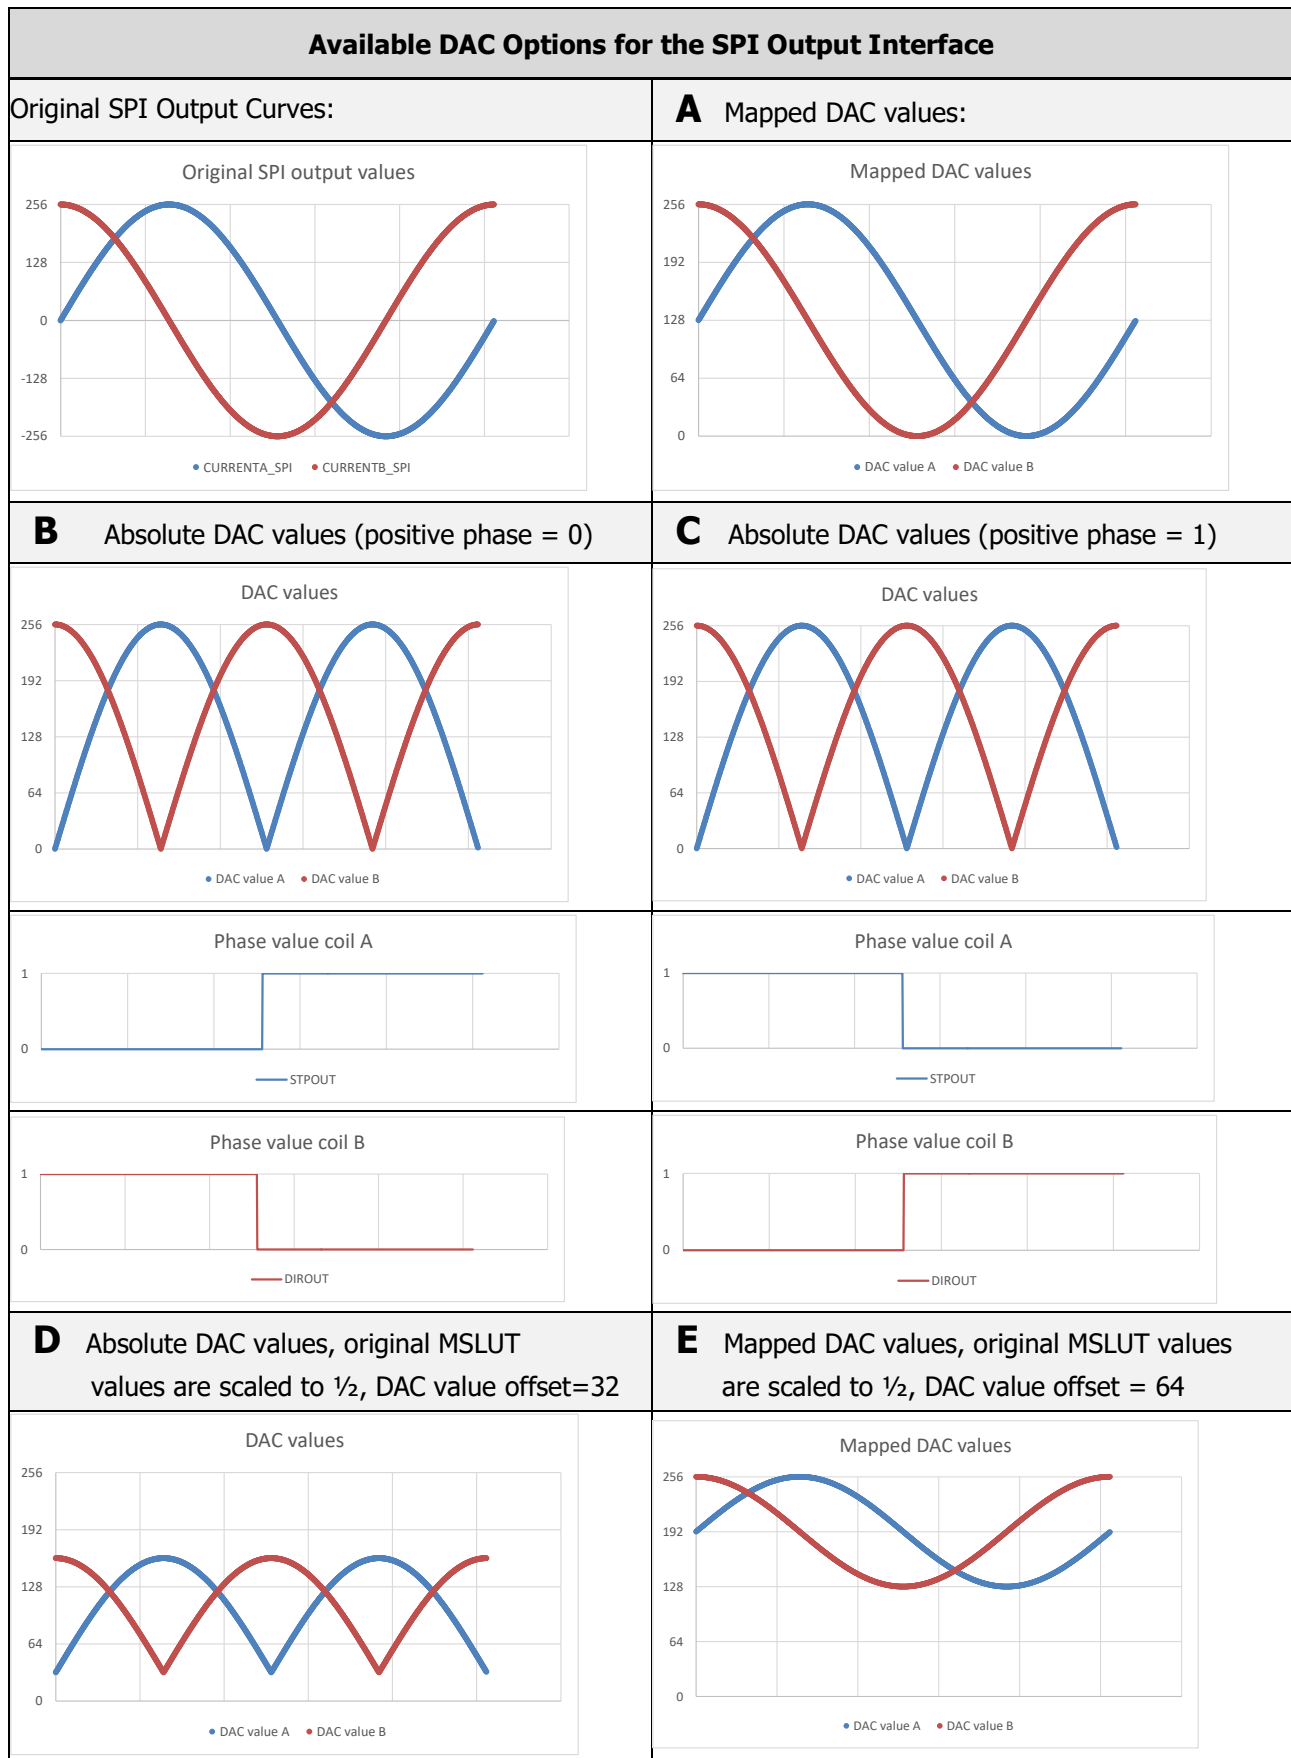 Available DAC Options for the SPI Output Interface
Original SPI Output Curves:
A Mapped DAC values:
Original SPI output values
256
128
0
-128
-256
CURRENTA_SPI CURRENTB_SPI
Mapped DAC values
256
192
128
64
0
DAC value A DAC value B
B Absolute DAC values (positive phase = 0)
C Absolute DAC values (positive phase = 1)
DAC values
256
192
128
64
0
DAC value A DAC value B
DAC values
256
192
128
64
0
DAC value A DAC value B
Phase value coil A
1
0
STPOUT
Phase value coil A
1
0
STPOUT
Phase value coil B
1
0
DIROUT
Phase value coil B
1
0
DIROUT
D Absolute DAC values, original MSLUT
values are scaled to ½, DAC value offset=32
E Mapped DAC values, original MSLUT values
are scaled to ½, DAC value offset = 64
DAC values
256
192
128
64
0
DAC value A DAC value B
Mapped DAC values
256
192
128
64
0
DAC value A DAC value B